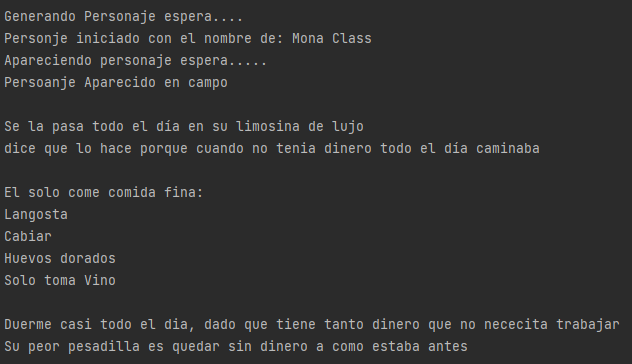 Generando Personaje espera....
Personje iniciado con el nombre de: Mona Class
Apareciendo personaje espera.....
Persoanje Aparecido en campo
Se la pasa todo el día en su limosina de lujo
dice que lo hace porque cuando no tenia dinero todo el día caminaba
El solo come comida fina:
Langosta
Cabiar
Huevos dorados
Solo toma Vino
Duerme casi todo el dia, dado que tiene tanto dinero que no nececita trabajar
Su peor pesadilla es quedar sin dinero a como estaba antes